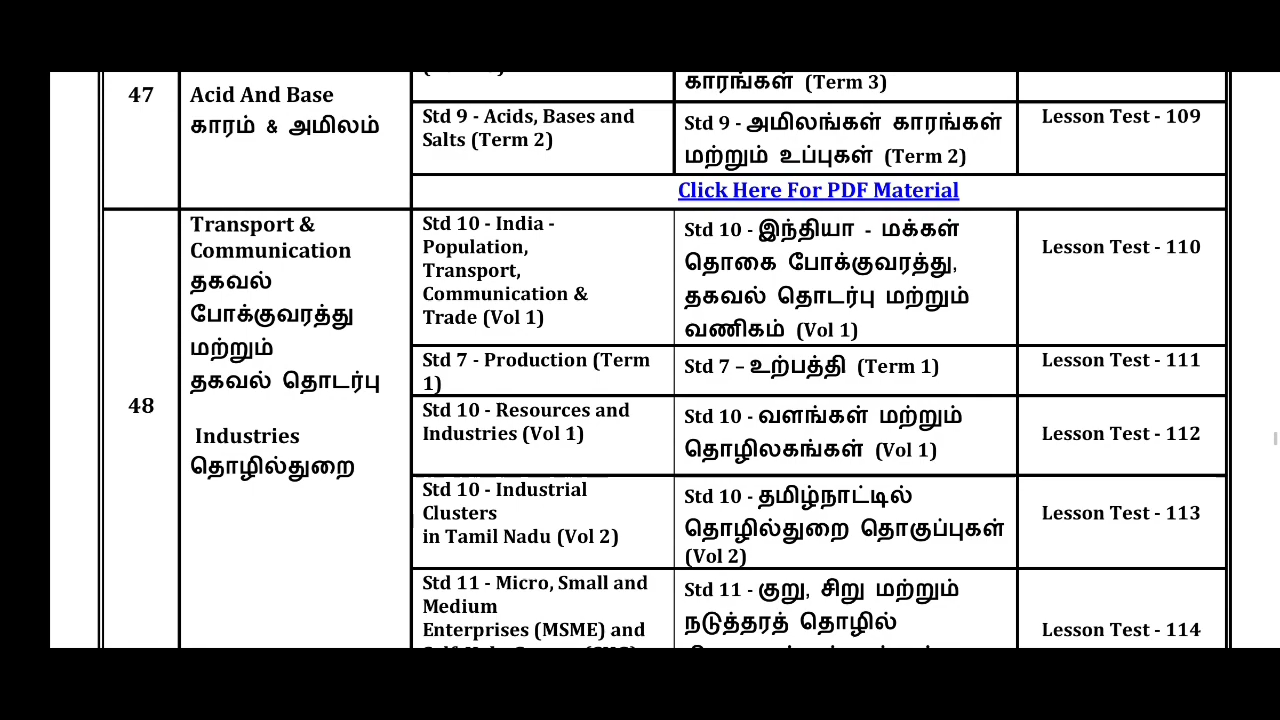 காரங்கள் (Term 3)
47
Acid And Base
காரம் & அமிலம்
Std 9 - Acids, Bases and
Salts (Term 2)
Std 9 - அமிலங்கள் காரங்கள்
மற்றும் உப்புகள் (Term 2)
Lesson Test - 109
Click Here For PDF Material
48
Transport &
Communication
தகவல்
போக்குவரத்து
மற்றும்
தகவல் தொடர்பு
Industries
தொழில்துறை
Std 10 - India -
Population,
Transport,
Communication &
Trade (Vol 1)
Std 10 - இந்தியா - மக்கள்
தொகை போக்குவரத்து,
தகவல் தொடர்பு மற்றும்
வணிகம் (Vol 1)
Lesson Test - 110
Std 7 - Production (Term
1)
Std 7 – உற்பத்தி (Term 1)
Lesson Test - 111
Std 10 - Resources and
Industries (Vol 1)
Std 10 - வளங்கள் மற்றும்
தொழிலகங்கள் (Vol 1)
Lesson Test - 112
Std 10 - Industrial
Clusters
in Tamil Nadu (Vol 2)
Std 10 - தமிழ்நாட்டில்
தொழில்துறை தொகுப்புகள்
(Vol 2)
Lesson Test - 113
Std 11 - Micro, Small and
Medium
Enterprises (MSME) and
Std 11 - குறு, சிறு மற்றும்
நடுத்தரத் தொழில்
Lesson Test - 114